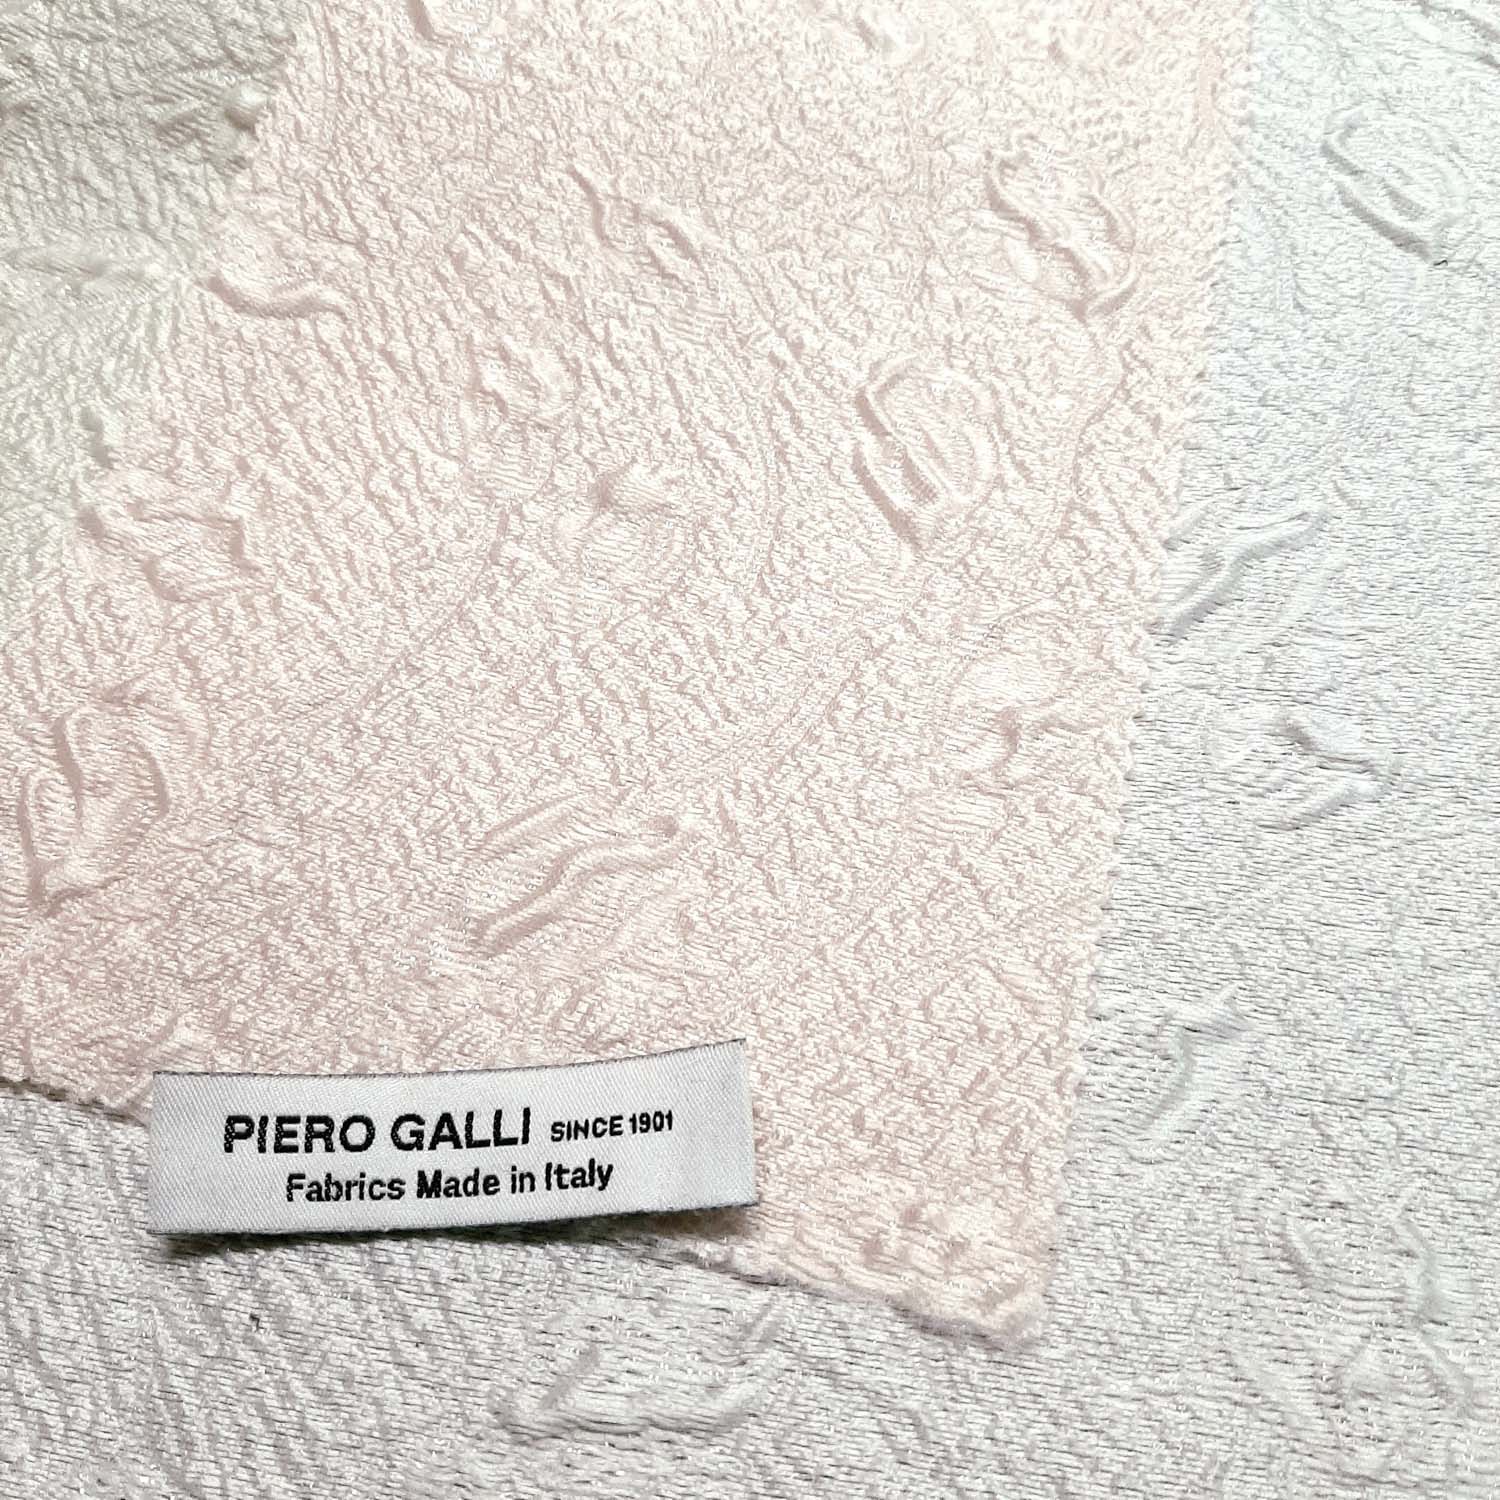 PIERO GALLI SINCE 1901
Fabrics Made in Italy